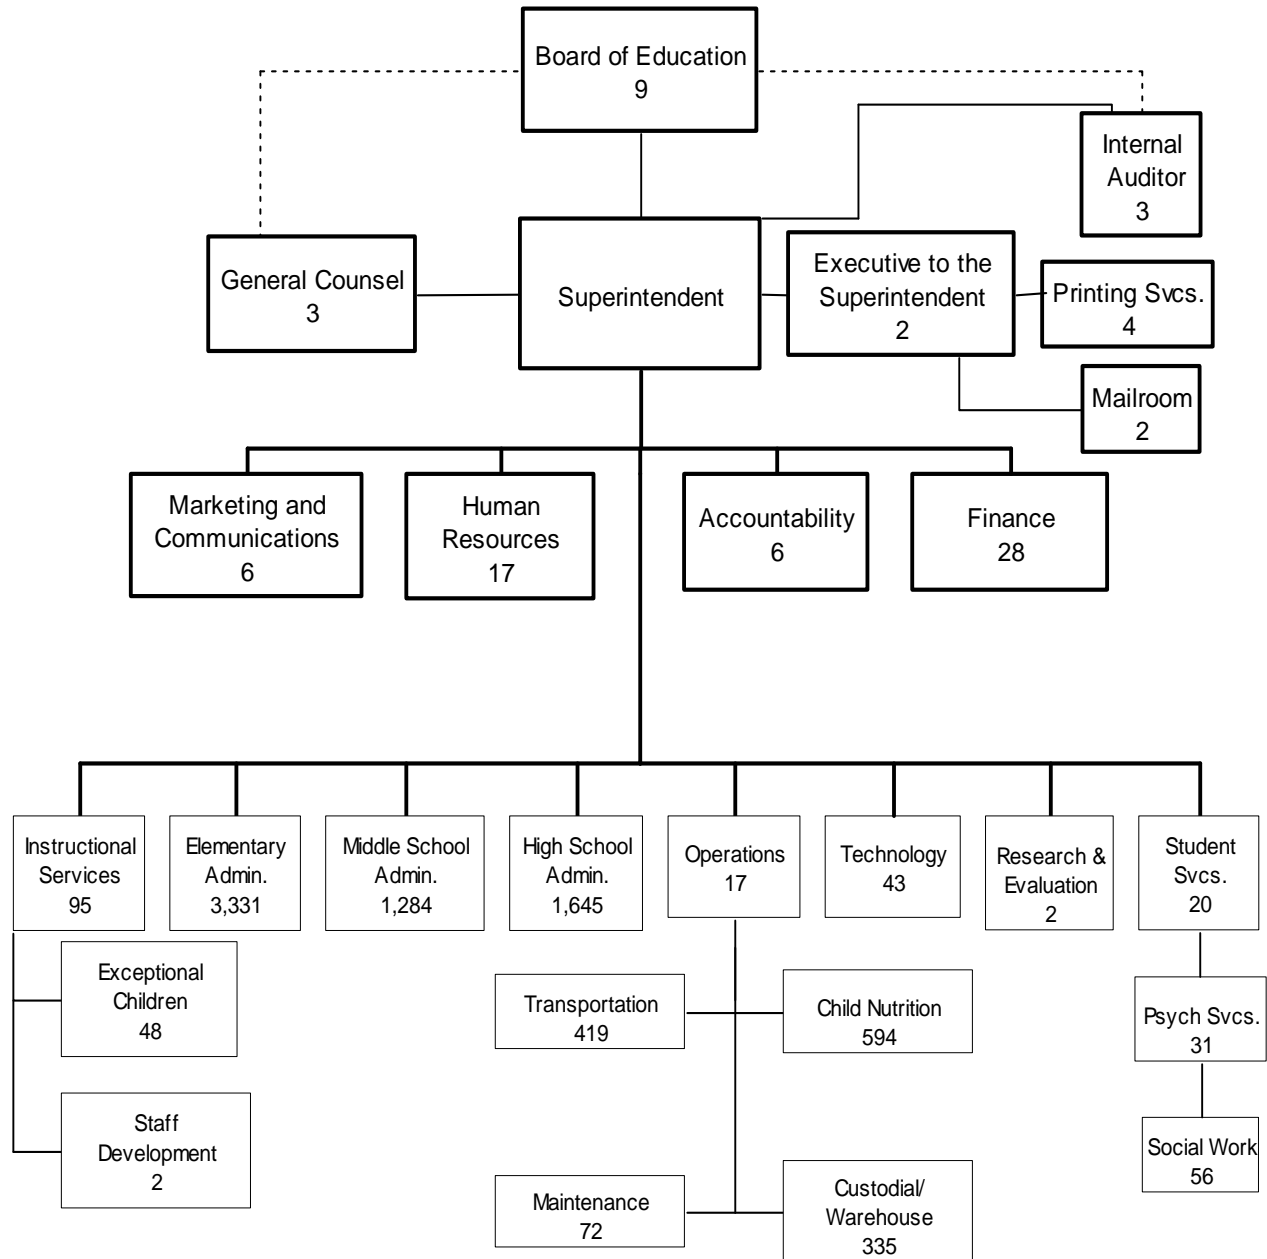 Board of Education
9
Internal
Auditor
3
General Counsel
3
Superintendent
Executive to the
Superintendent
2
Printing Svcs.
4
Mailroom
2
Marketing and
Communications
6
Human
Resources
17
Accountability
6
Finance
28
Instructional
Services
95
Elementary
Admin.
3,331
Middle School
Admin.
1,284
High School
Admin.
1,645
Operations
17
Technology
43
Research &
Evaluation
2
Student
Svcs.
20
Exceptional
Children
48
Transportation
419
Child Nutrition
594
Psych Svcs.
31
Staff
Development
2
Maintenance
72
Custodial/
Warehouse
335
Social Work
56